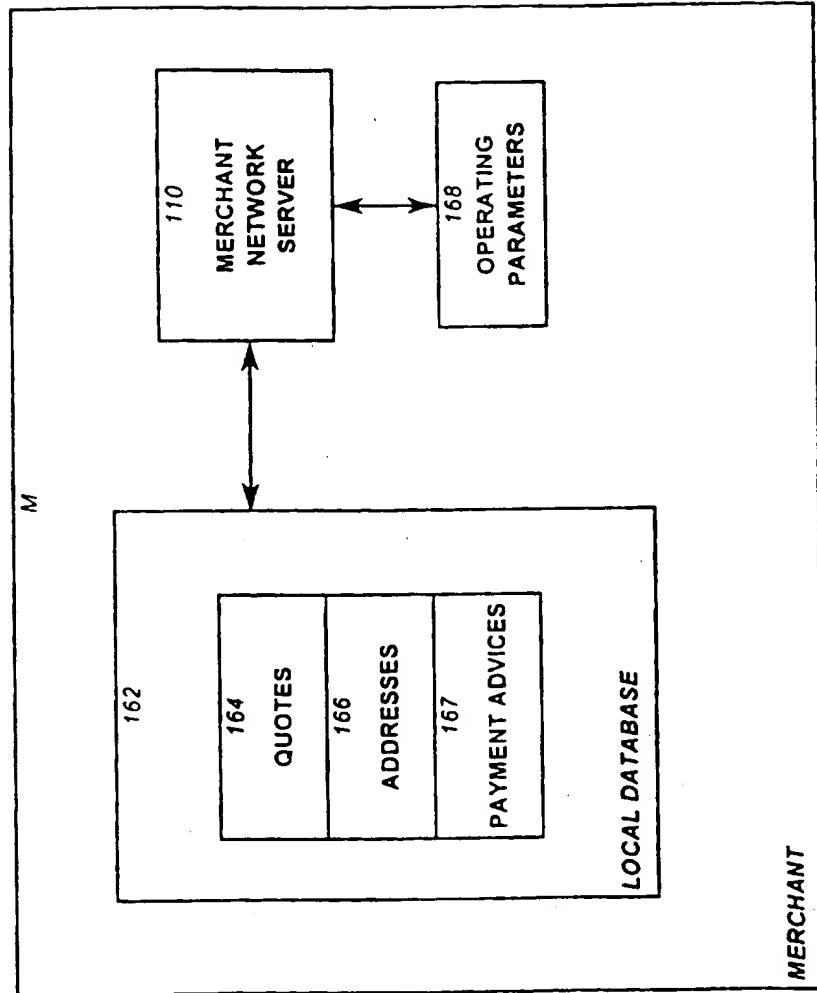 M
162
164
QUOTES
166
ADDRESSES
167
PAYMENT ADVICES
LOCAL DATABASE
110
MERCHANT
NETWORK
SERVER
168
OPERATING
PARAMETERS
MERCHANT